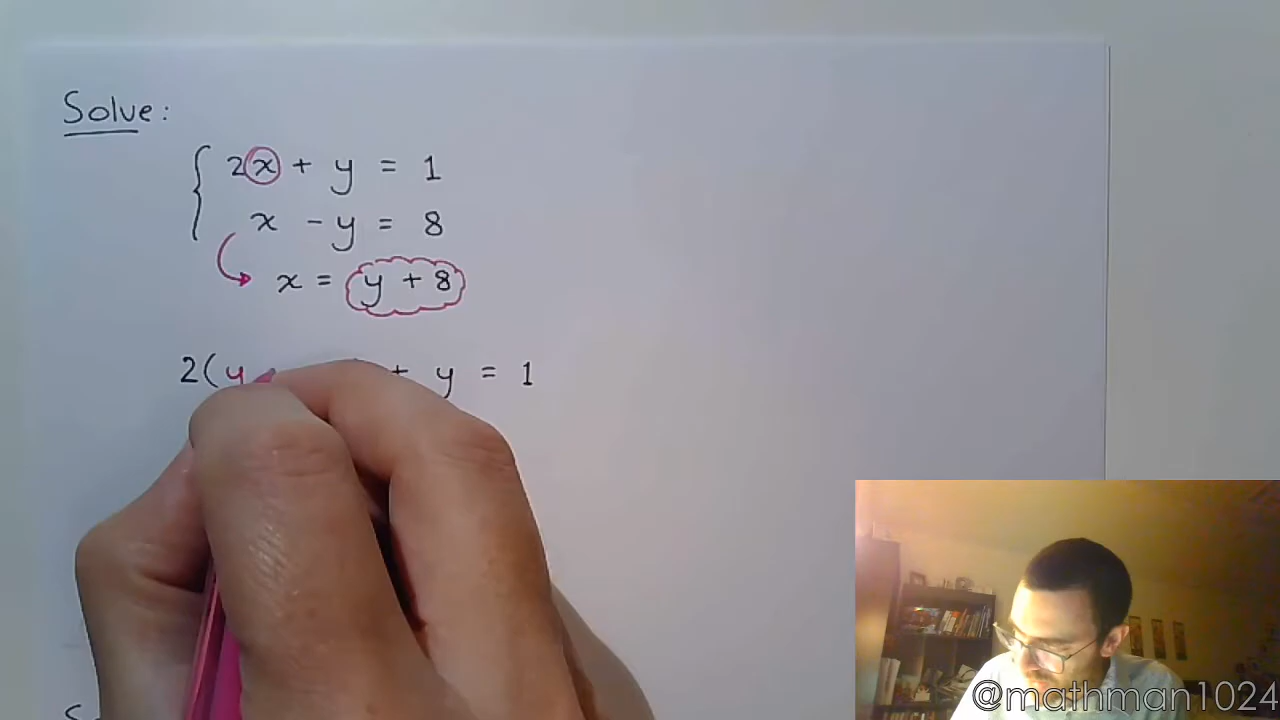 Solve:
2x + y = 1
x - y = 8
x = y + 8
2(y + y = 1
@mathman1024